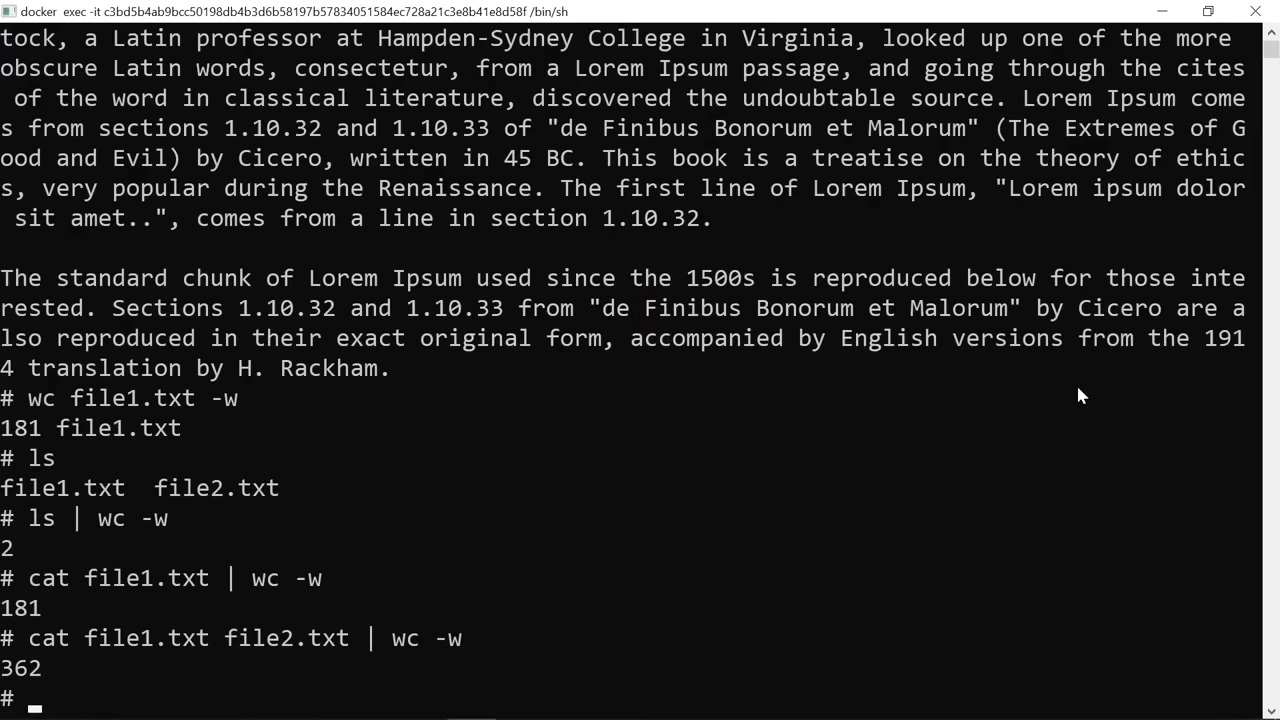 docker exec -it c3bd5b4ab9bcc50198db4b3d6b58197b57834051584ec728a21c3e8b41e8d58f /bin/sh
tock, a Latin professor at Hampden-Sydney College in Virginia, looked up one of the more
obscure Latin words, consectetur, from a Lorem Ipsum passage, and going through the cites
 of the word in classical literature, discovered the undoubtable source. Lorem Ipsum come
s from sections 1.10.32 and 1.10.33 of "de Finibus Bonorum et Malorum" (The Extremes of G
ood and Evil) by Cicero, written in 45 BC. This book is a treatise on the theory of ethic
s, very popular during the Renaissance. The first line of Lorem Ipsum, "Lorem ipsum dolor
 sit amet..", comes from a line in section 1.10.32.

The standard chunk of Lorem Ipsum used since the 1500s is reproduced below for those inte
rested. Sections 1.10.32 and 1.10.33 from "de Finibus Bonorum et Malorum" by Cicero are a
lso reproduced in their exact original form, accompanied by English versions from the 191
4 translation by H. Rackham.
# wc file1.txt -w
181 file1.txt
# ls
file1.txt  file2.txt
# ls | wc -w
2
# cat file1.txt | wc -w
181
# cat file1.txt file2.txt | wc -w
362
#